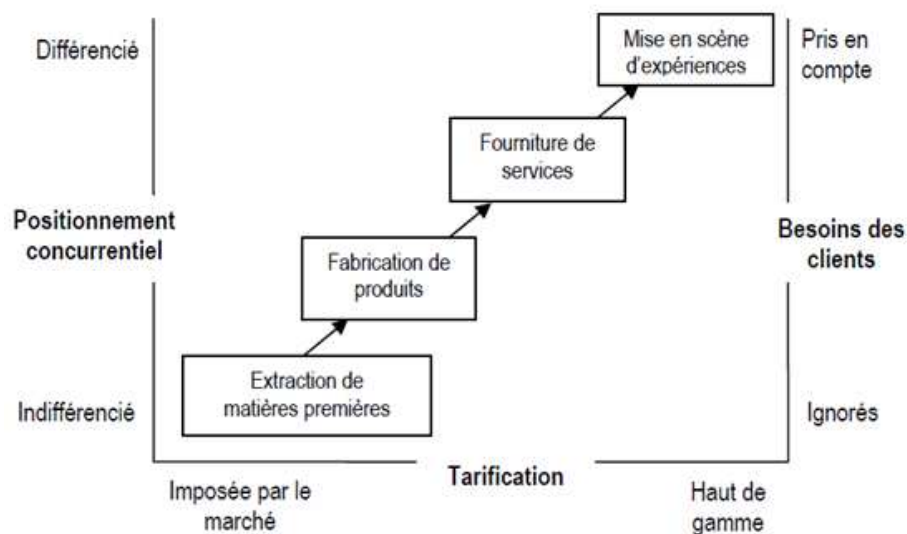 Différencié
Mise en scène
d'expériences
Pris en
compte
Fourniture de
services
Positionnement
concurrentiel
Besoins des
clients
Fabrication de
produits
Extraction de
matières premières
Indifférencié
Ignorés
Tarification
Imposée par le
marché
Haut de
gamme